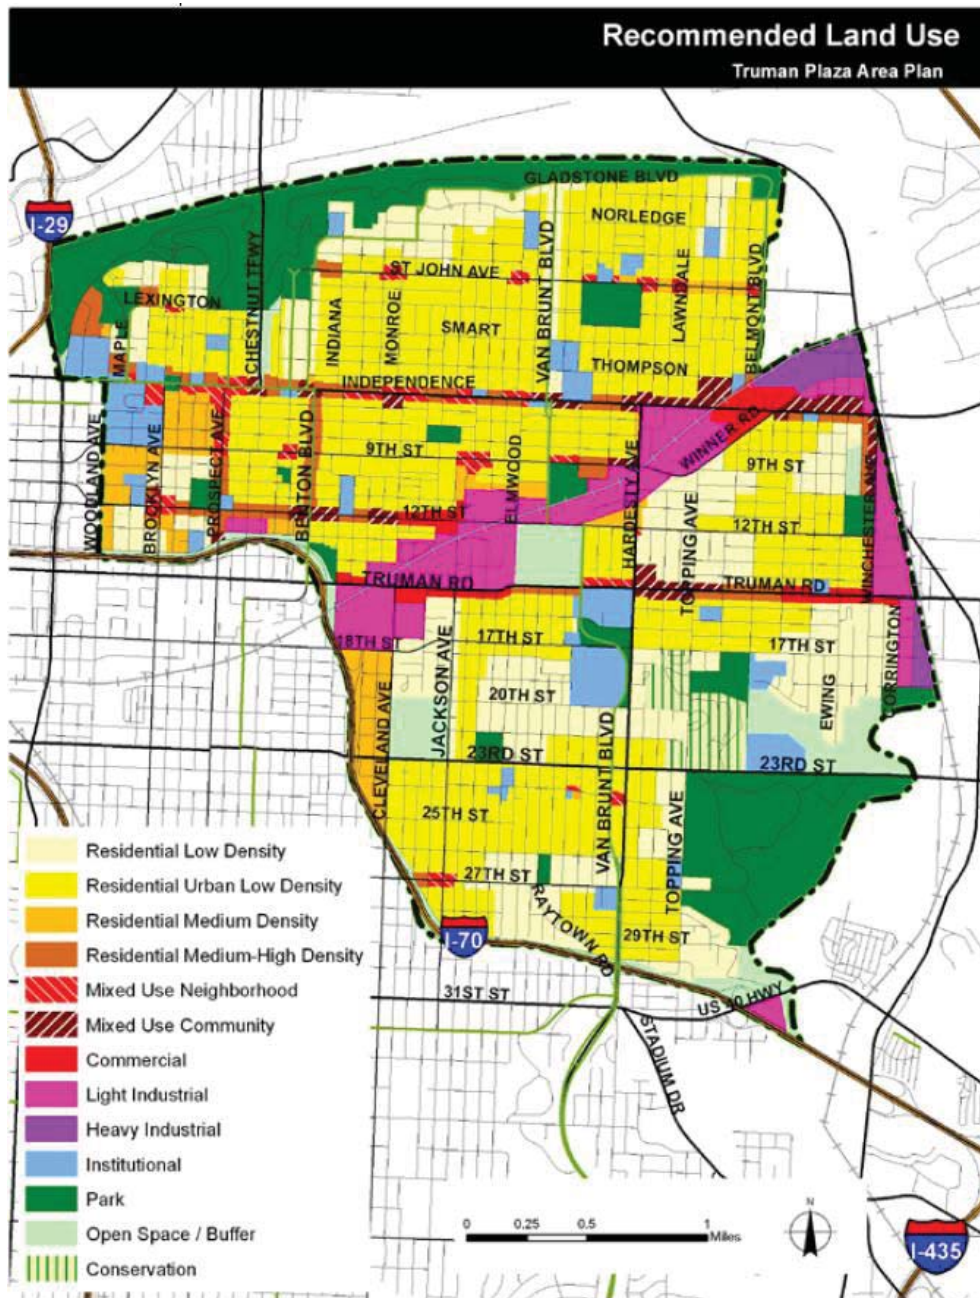 Recommended Land Use
Truman Plaza Area Plan
GLADSTONE BLVD
I-29
NORLEDGE
CHESTNUT TFWY
VAN BRUNT BLVD
ST JOHN AVE
LAWNDALE
BELMONT BLVD
LEXINGTON
INDIANA
MONROE
SMART
MAPLE
THOMPSON
INDEPENDENCE
WINNER RD
WOODLAND AVE
BROOKLYN AVE
PROSPECT AVE
BENTON BLVD
9TH ST
ELMWOOD
HARDESTY AVE
9TH ST
12TH ST
TOPPING AVE
12TH ST
WINCHESTER AVE
TRUMAN RD
TRUMAN RD
18TH ST
JACKSON AVE
17TH ST
17TH ST
CORRINGTON
20TH ST
EWING
CLEVELAND AVE
23RD ST
VAN BRUNT BLVD
23RD ST
25TH ST
TOPPING AVE
27TH ST
RAYTOWN RD
29TH ST
I-70
31ST ST
US 40 HWY
STADIUM DR
Residential Low Density
Residential Urban Low Density
Residential Medium Density
Residential Medium-High Density
Mixed Use Neighborhood
Mixed Use Community
Commercial
Light Industrial
Heavy Industrial
Institutional
Park
Open Space / Buffer
Conservation
0 0.25 0.5 1
Miles
N
I-435